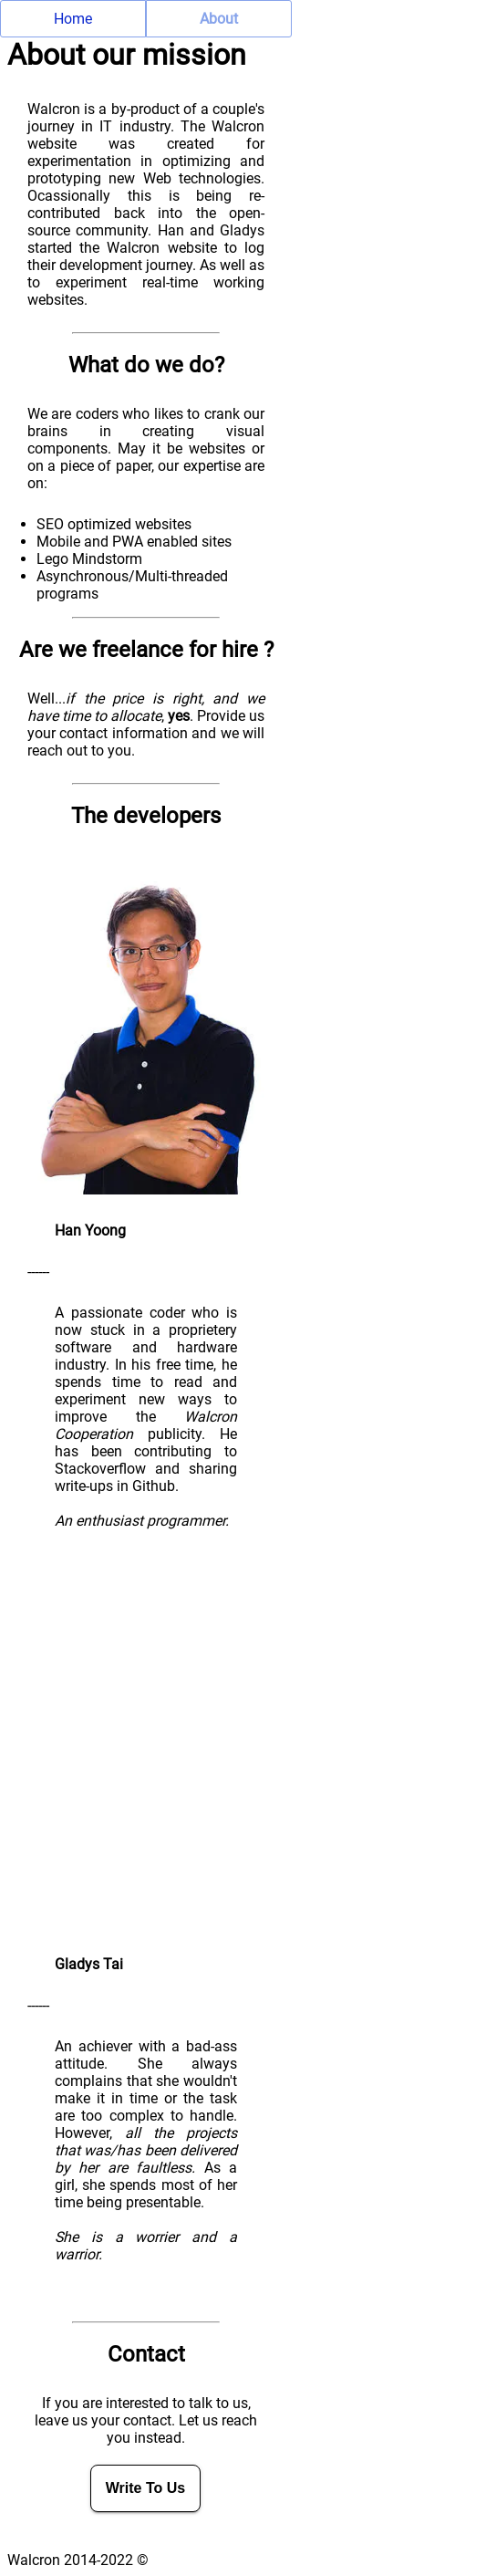 Home About
About our mission
Walcron is a by-product of a couple's
journey in IT industry. The Walcron
website was created for
experimentation in optimizing and
prototyping new Web technologies.
Ocassionally this is being re-
contributed back into the open-
source community. Han and Gladys
started the Walcron website to log
their development journey. As well as
to experiment real-time working
websites.
What do we do?
We are coders who likes to crank our
brains in creating visual
components. May it be websites or
on a piece of paper, our expertise are
on:
• SEO optimized websites
• Mobile and PWA enabled sites
• Lego Mindstorm
• Asynchronous/Multi-threaded
programs
Are we freelance for hire ?
Well...if the price is right, and we
have time to allocate, yes. Provide us
your contact information and we will
reach out to you.
The developers
Han Yoong
------
A passionate coder who is
now stuck in a proprietery
software and hardware
industry. In his free time, he
spends time to read and
experiment new ways to
improve the Walcron
Cooperation publicity. He
has been contributing to
Stackoverflow and sharing
write-ups in Github.
An enthusiast programmer.
Gladys Tai
------
An achiever with a bad-ass
attitude. She always
complains that she wouldn't
make it in time or the task
are too complex to handle.
However, all the projects
that was/has been delivered
by her are faultless. As a
girl, she spends most of her
time being presentable.
She is a worrier and a
warrior.
Contact
If you are interested to talk to us,
leave us your contact. Let us reach
you instead.
Write To Us
Walcron 2014-2022 ©